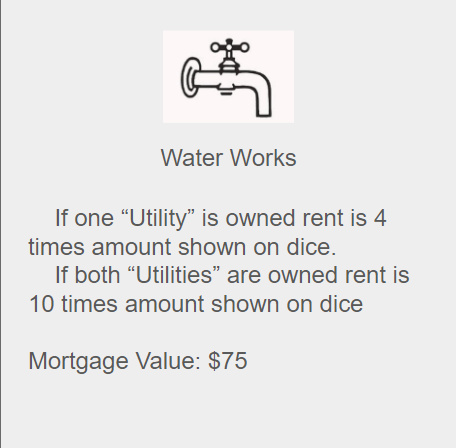 Water Works
If one “Utility” is owned rent is 4
times amount shown on dice.
If both “Utilities” are owned rent is
10 times amount shown on dice
Mortgage Value: $75